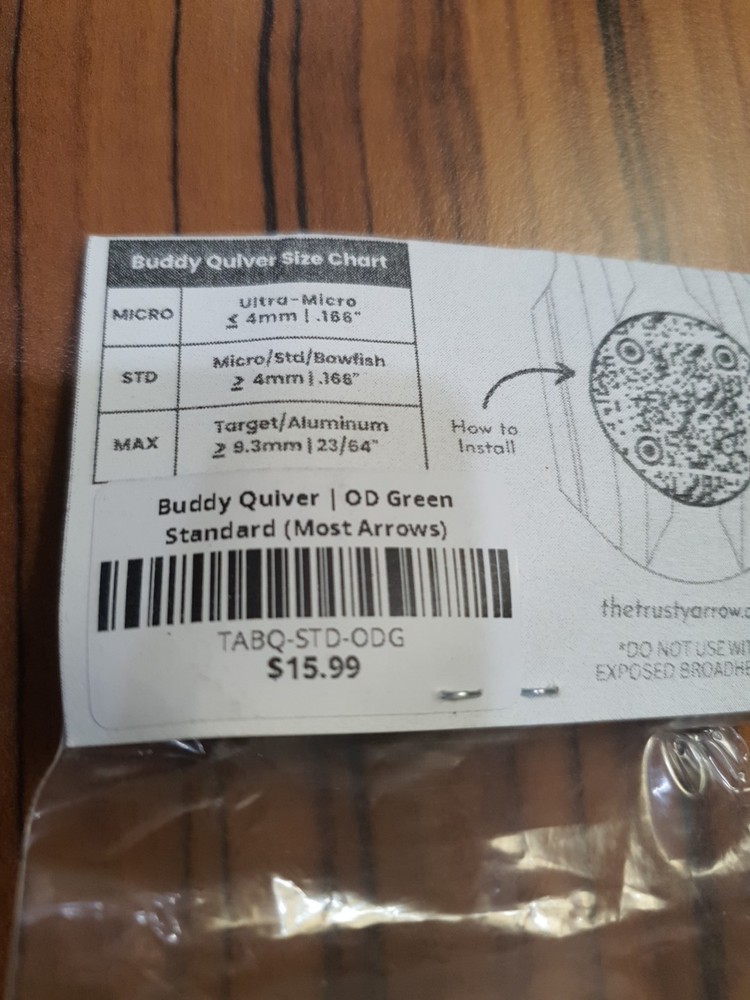 Buddy Quiver Size Chart
MICRO
Ultra-Micro
≤ 4mm | .166"
STD
Micro/Std/Bowfish
≥ 4mm | .166"
MAX
Target/Aluminum
≥ 9.3mm | 23/64"
How to
Install
Buddy Quiver | OD Green
Standard (Most Arrows)
TABQ-STD-ODG
$15.99
thetrustyarrow.c
*DO NOT USE WIT
EXPOSED BROADHE